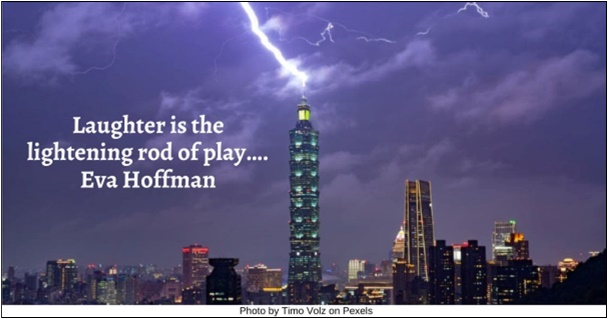 Laughter is the
lightening rod of play....
Eva Hoffman
Photo by Timo Volz on Pexels